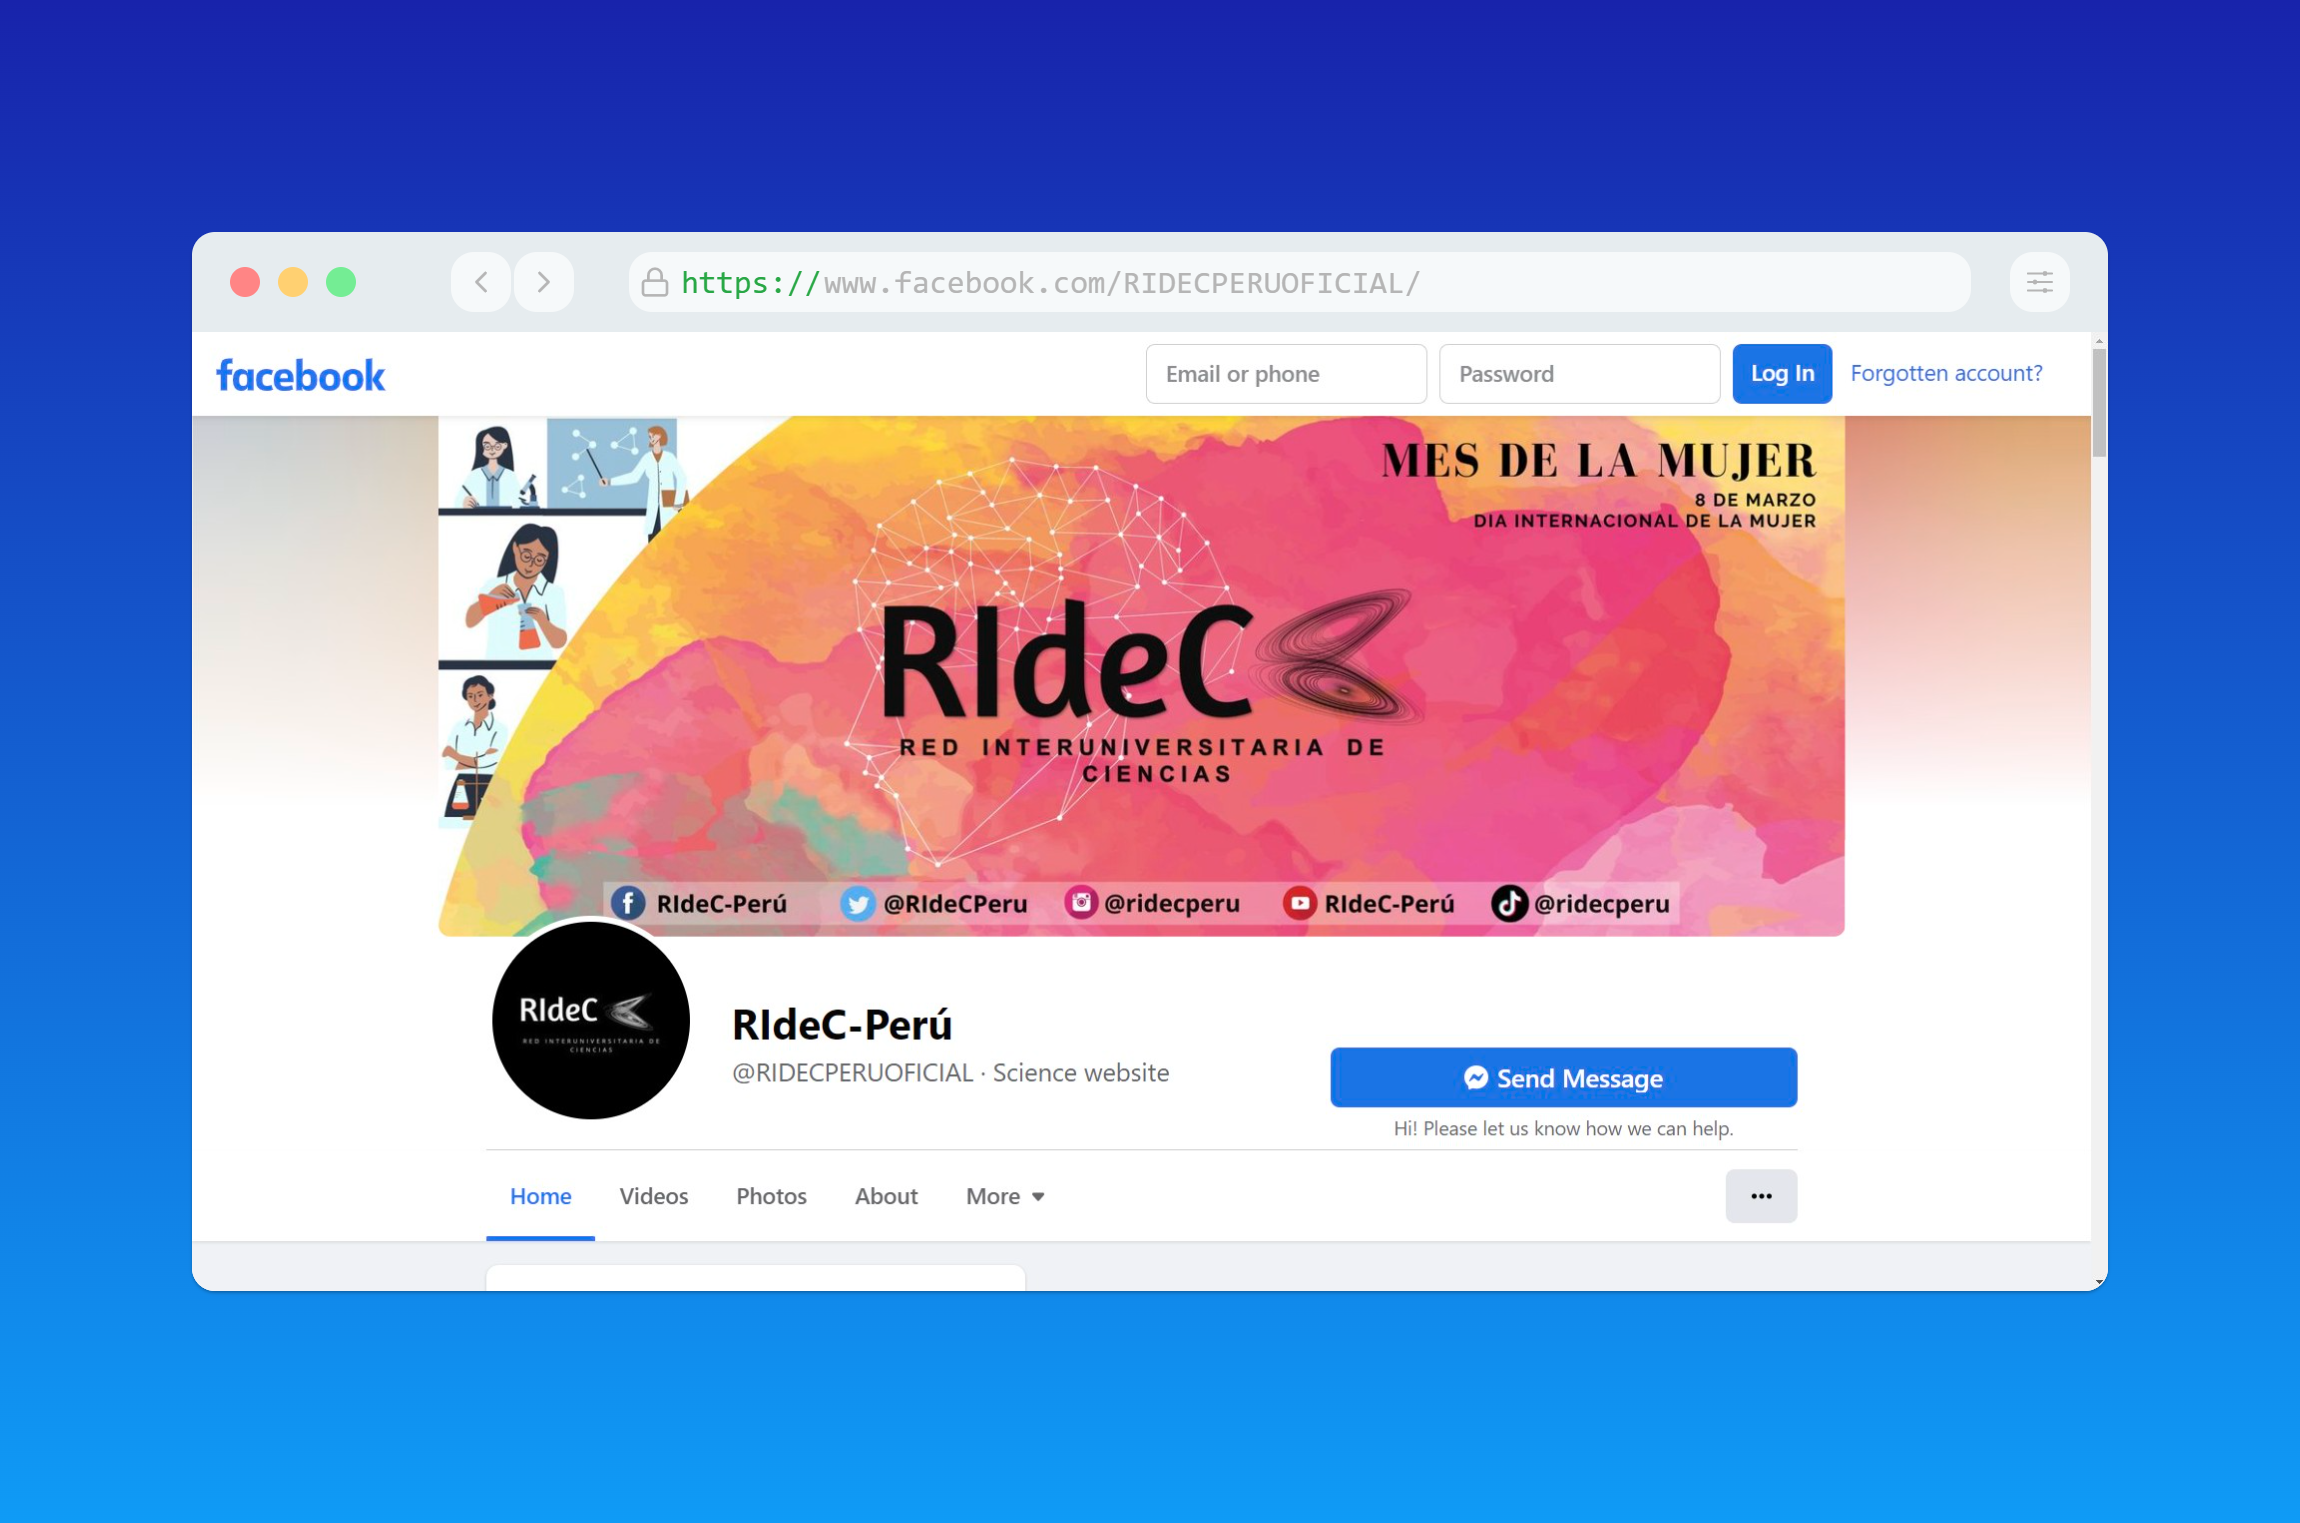 https://www.facebook.com/RIDECPERUOFICIAL/
facebook
Email or phone
Password
Log In
Forgotten account?
MES DE LA MUJER
8 DE MARZO
DIA INTERNACIONAL DE LA MUJER
RIdeC
RED INTERUNIVERSITARIA DE
CIENCIAS
RIdeC-Perú
@RIdeCPeru
@ridecperu
RIdeC-Perú
@ridecperu
RIdeC
RED INTERUNIVERSITARIA DE
CIENCIAS
RIdeC-Perú
@RIDECPERUOFICIAL · Science website
Send Message
Hi! Please let us know how we can help.
Home
Videos
Photos
About
More